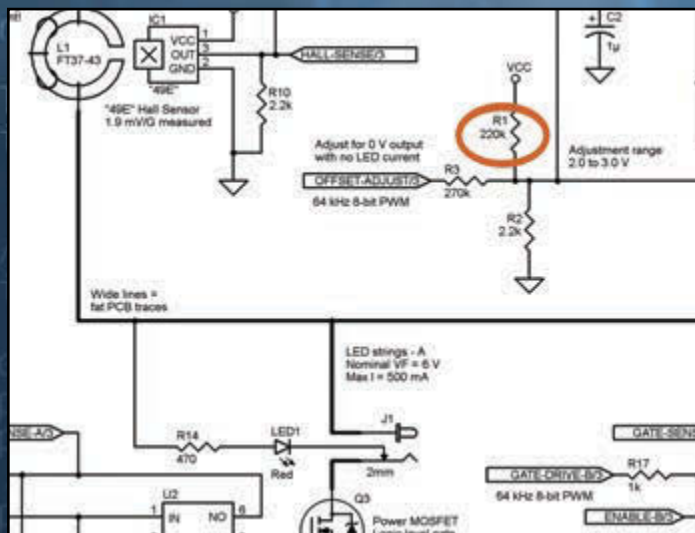 IC1
C2
+
1µ
L1
FT37-43
VCC 1
OUT 3
GND 2
HALL-SENSE/3
"49E"
"49E" Hall Sensor
1.9 mV/G measured
R10
2.2k
VCC
R1
220k
Adjust for 0 V output
with no LED current
Adjustment range
2.0 to 3.0 V
OFFSET-ADJUST/3
R3
270k
64 kHz 8-bit PWM
R2
2.2k
Wide lines =
fat PCB traces
LED strings - A
Nominal VF = 6 V
Max I = 500 mA
NSE-A/3
R14
470
LED1
Red
J1
2mm
GATE-SENS
GATE-DRIVE-B/3
R17
1k
64 kHz 8-bit PWM
ENABLE-B/3
U2
1 IN NO 6
Q3
Power MOSFET